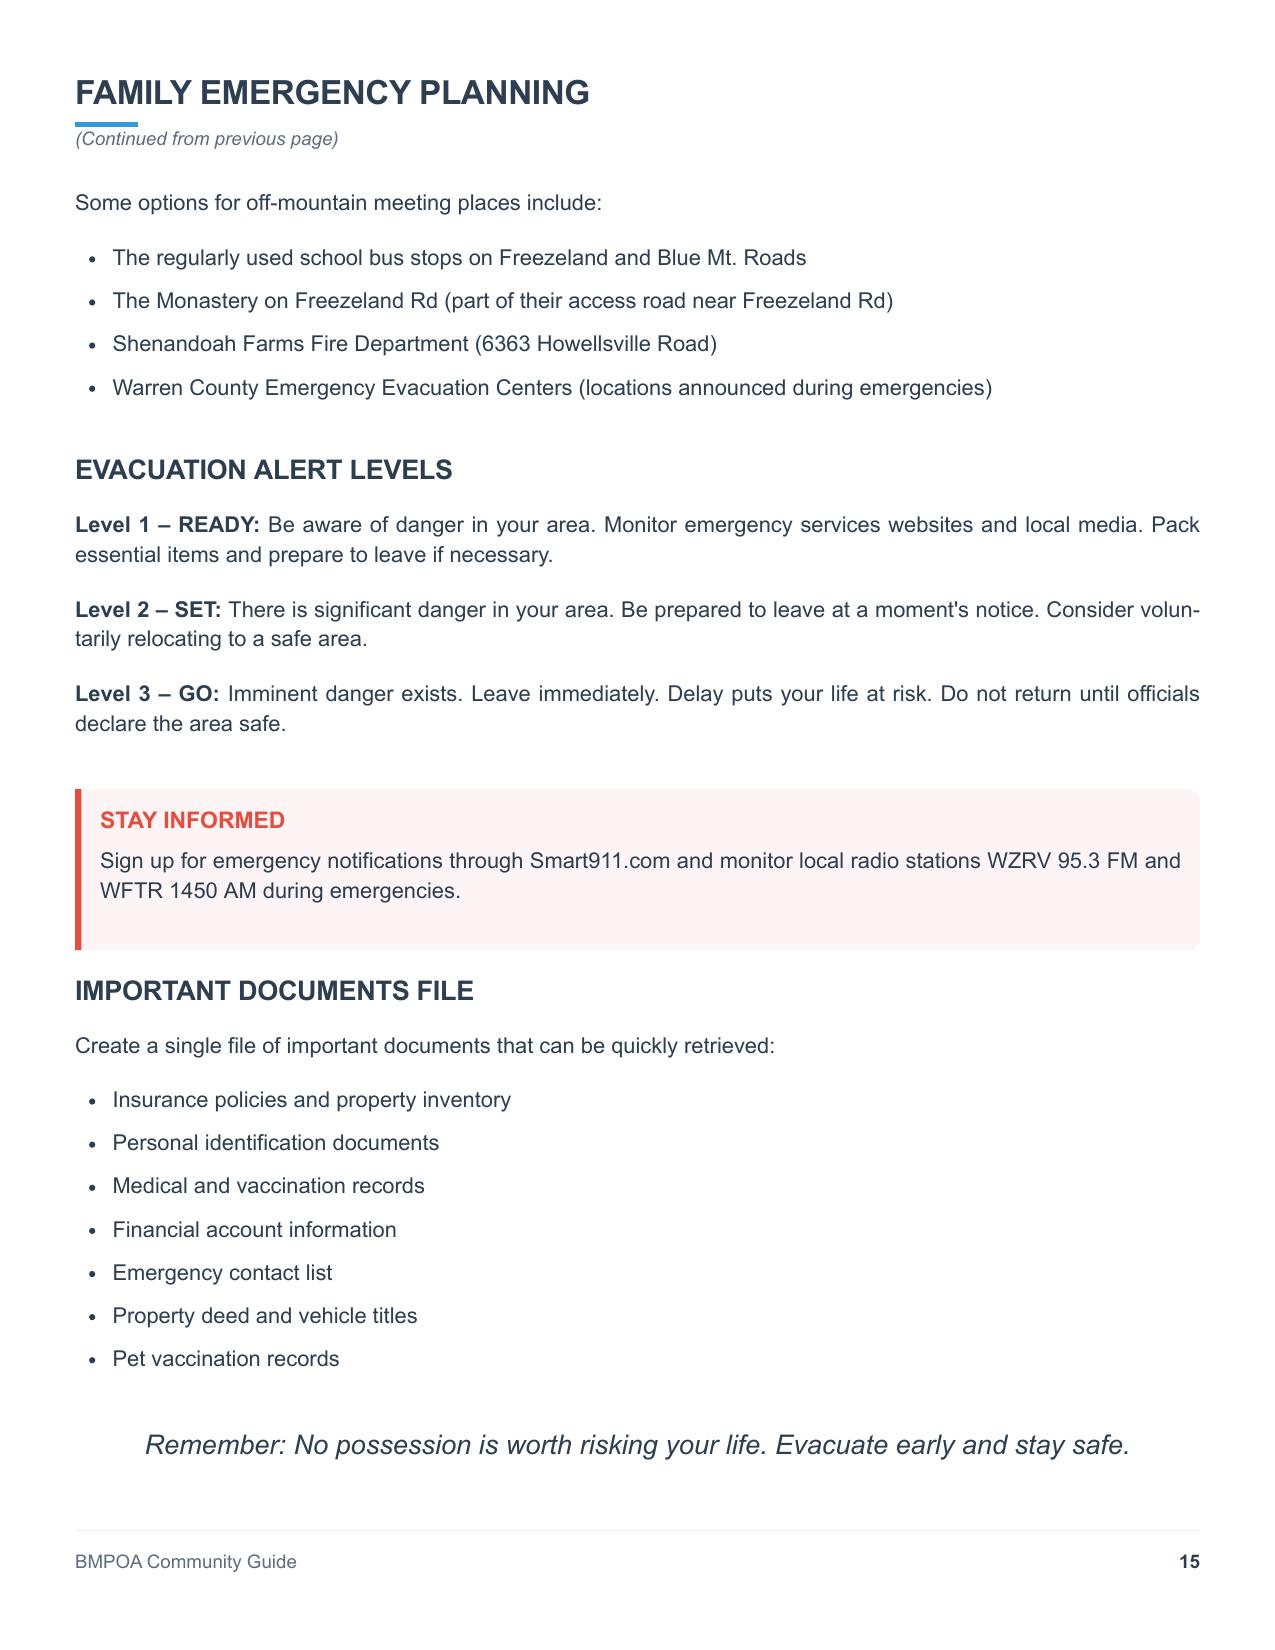 FAMILY EMERGENCY PLANNING
(Continued from previous page)
Some options for off-mountain meeting places include:
• The regularly used school bus stops on Freezeland and Blue Mt. Roads
• The Monastery on Freezeland Rd (part of their access road near Freezeland Rd)
• Shenandoah Farms Fire Department (6363 Howellsville Road)
• Warren County Emergency Evacuation Centers (locations announced during emergencies)
EVACUATION ALERT LEVELS
Level 1 – READY: Be aware of danger in your area. Monitor emergency services websites and local media. Pack
essential items and prepare to leave if necessary.
Level 2 – SET: There is significant danger in your area. Be prepared to leave at a moment's notice. Consider volun-
tarily relocating to a safe area.
Level 3 – GO: Imminent danger exists. Leave immediately. Delay puts your life at risk. Do not return until officials
declare the area safe.
STAY INFORMED
Sign up for emergency notifications through Smart911.com and monitor local radio stations WZRV 95.3 FM and
WFTR 1450 AM during emergencies.
IMPORTANT DOCUMENTS FILE
Create a single file of important documents that can be quickly retrieved:
• Insurance policies and property inventory
• Personal identification documents
• Medical and vaccination records
• Financial account information
• Emergency contact list
• Property deed and vehicle titles
• Pet vaccination records
Remember: No possession is worth risking your life. Evacuate early and stay safe.
BMPOA Community Guide
15